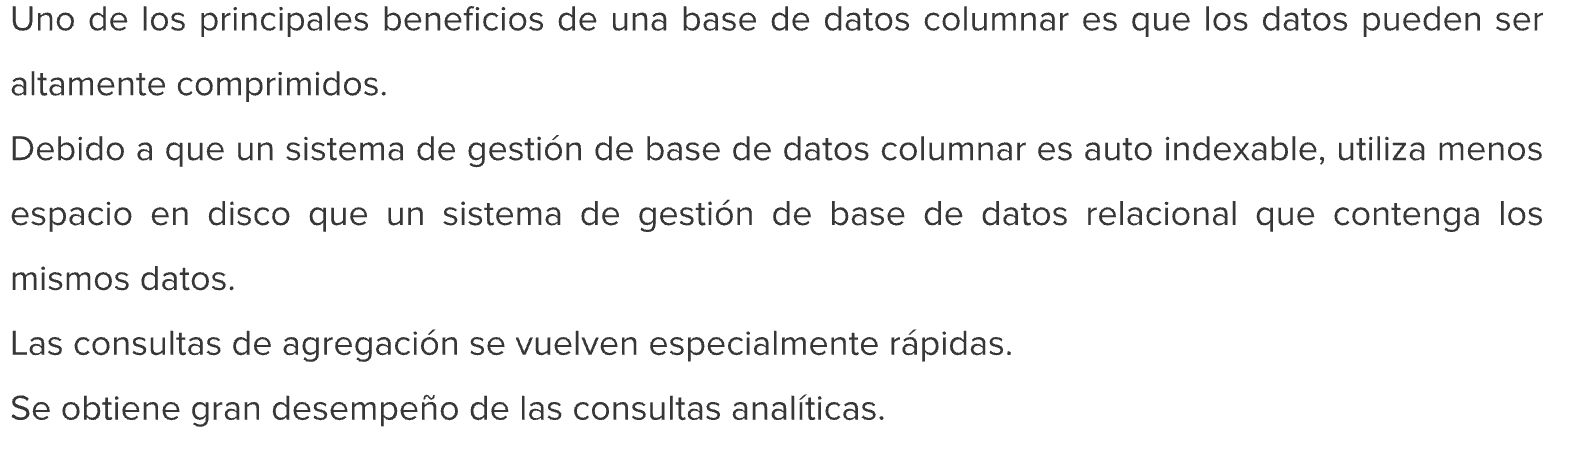 Uno de los principales beneficios de una base de datos columnar es que los datos pueden ser
altamente comprimidos.
Debido a que un sistema de gestión de base de datos columnar es auto indexable, utiliza menos
espacio en disco que un sistema de gestión de base de datos relacional que contenga los
mismos datos.
Las consultas de agregación se vuelven especialmente rápidas.
Se obtiene gran desempeño de las consultas analíticas.